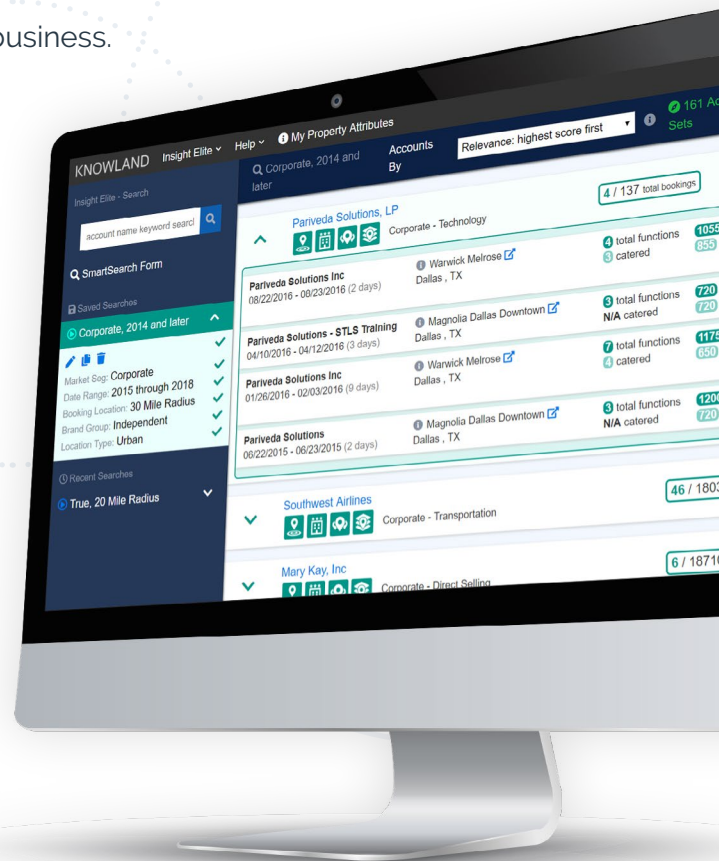 business.
KNOWLAND Insight Elite Help My Property Attributes
Insight Elite - Search
account name keyword searcl
SmartSearch Form
Saved Searches
Corporate, 2014 and later
Market Seg: Corporate
Date Range: 2015 through 2018
Booking Location: 30 Mile Radius
Brand Group: Independent
Location Type: Urban
Recent Searches
True, 20 Mile Radius
Corporate, 2014 and
later
Accounts
By
Relevance: highest score first
161 Ac
Sets
Pariveda Solutions, LP
Corporate - Technology
4 / 137 total bookings
Pariveda Solutions Inc
08/22/2016 - 08/23/2016 (2 days)
Warwick Melrose
Dallas , TX
4 total functions
3 catered
1055
855
Pariveda Solutions - STLS Training
04/10/2016 - 04/12/2016 (3 days)
Magnolia Dallas Downtown
Dallas , TX
3 total functions
N/A catered
720
720
Pariveda Solutions Inc
01/26/2016 - 02/03/2016 (9 days)
Warwick Melrose
Dallas , TX
7 total functions
4 catered
1175
650
Pariveda Solutions
06/22/2015 - 06/23/2015 (2 days)
Magnolia Dallas Downtown
Dallas , TX
3 total functions
N/A catered
1200
720
Southwest Airlines
Corporate - Transportation
46 / 1803
Mary Kay, Inc
Corporate - Direct Selling
6 / 18710